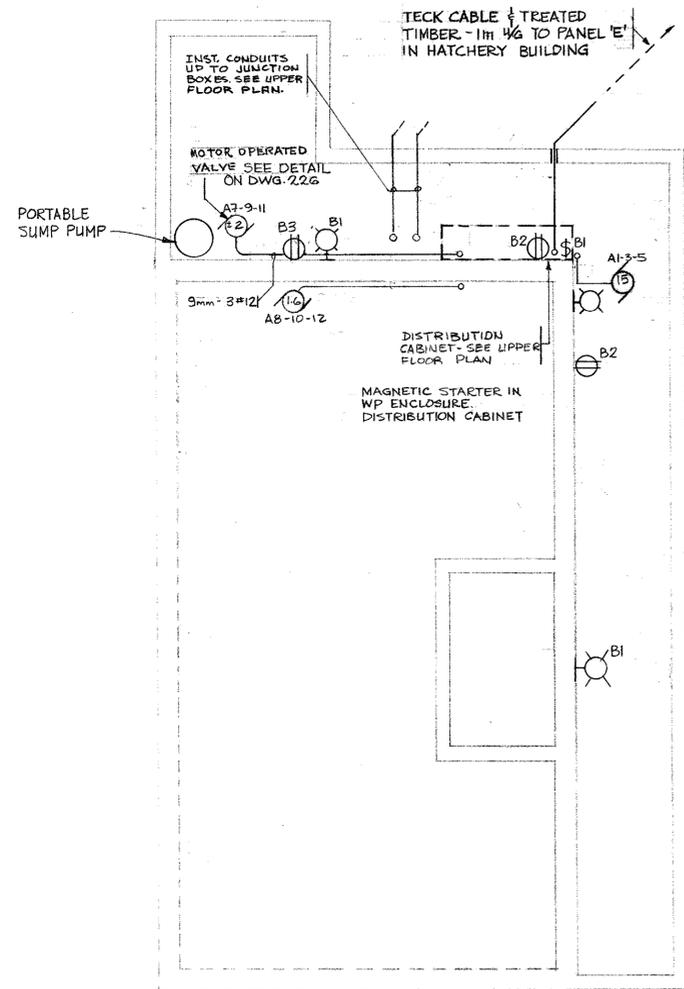 TECK CABLE & TREATED
TIMBER - 1m U/G TO PANEL 'E'
IN HATCHERY BUILDING
INST. CONDUITS
UP TO JUNCTION
BOXES. SEE UPPER
FLOOR PLAN.
MOTOR OPERATED
VALVE SEE DETAIL
ON DWG. 226
PORTABLE
SUMP PUMP
A7-9-11
B3
B1
B2
$
B1
A1-3-5
15
9mm - 3#12
1.6
A8-10-12
B2
DISTRIBUTION
CABINET - SEE UPPER
FLOOR PLAN
MAGNETIC STARTER IN
WP ENCLOSURE.
DISTRIBUTION CABINET
B1